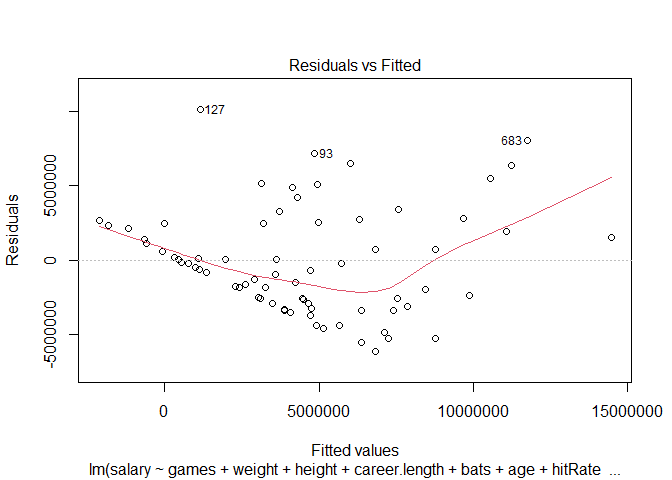 Residuals vs Fitted
127
93
683
Residuals
5000000
0
-5000000
0
5000000
10000000
15000000
Fitted values
lm(salary ~ games + weight + height + career.length + bats + age + hitRate ...